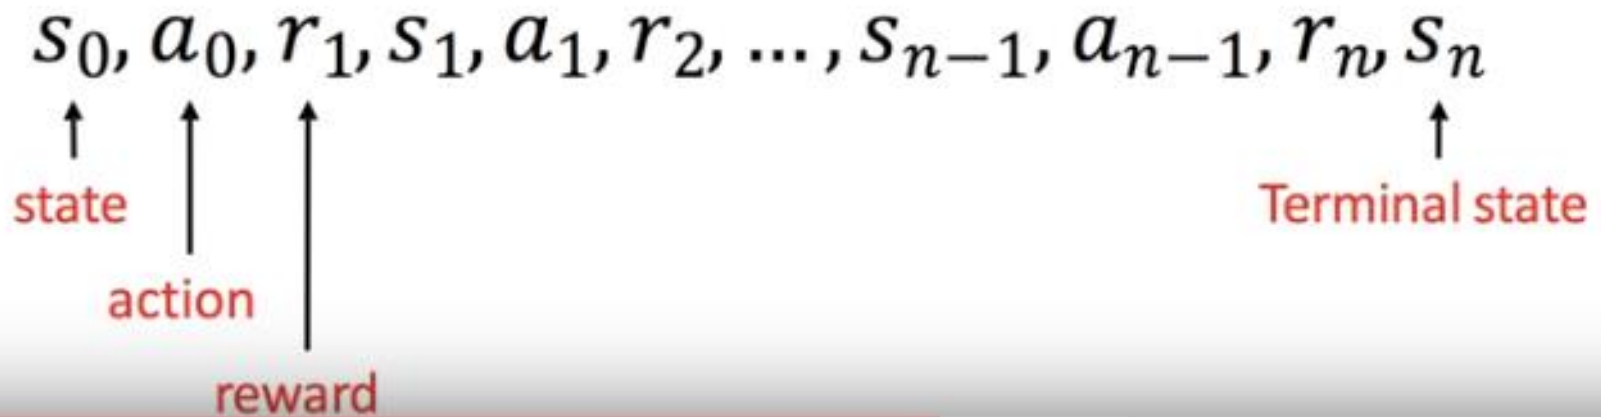 s₀, a₀, r₁, s₁, a₁, r₂, ... , sₙ₋₁, aₙ₋₁, rₙ, sₙ
state
Terminal state
action
reward